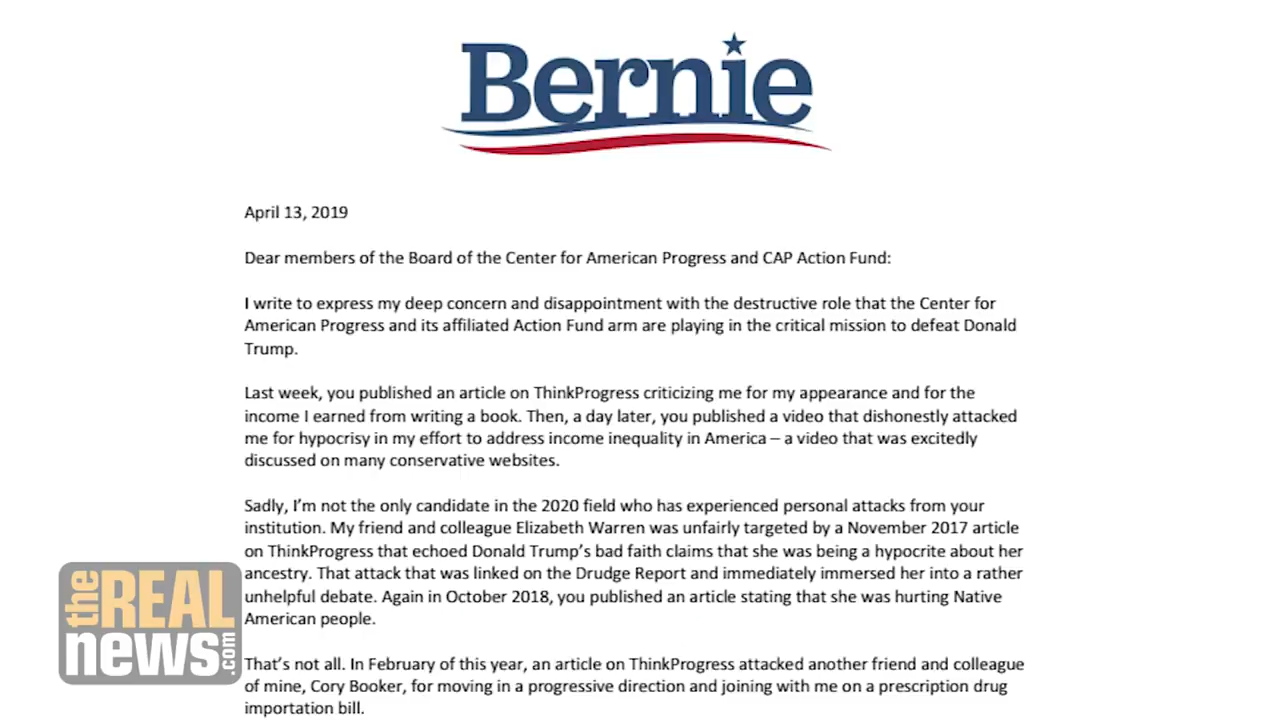 Bernie
April 13, 2019
Dear members of the Board of the Center for American Progress and CAP Action Fund:
I write to express my deep concern and disappointment with the destructive role that the Center for
American Progress and its affiliated Action Fund arm are playing in the critical mission to defeat Donald
Trump.
Last week, you published an article on ThinkProgress criticizing me for my appearance and for the
income I earned from writing a book. Then, a day later, you published a video that dishonestly attacked
me for hypocrisy in my effort to address income inequality in America – a video that was excitedly
discussed on many conservative websites.
Sadly, I'm not the only candidate in the 2020 field who has experienced personal attacks from your
institution. My friend and colleague Elizabeth Warren was unfairly targeted by a November 2017 article
on ThinkProgress that echoed Donald Trump's bad faith claims that she was being a hypocrite about her
ancestry. That attack that was linked on the Drudge Report and immediately immersed her into a rather
unhelpful debate. Again in October 2018, you published an article stating that she was hurting Native
American people.
That's not all. In February of this year, an article on ThinkProgress attacked another friend and colleague
of mine, Cory Booker, for moving in a progressive direction and joining with me on a prescription drug
importation bill.
the REAL
news.com